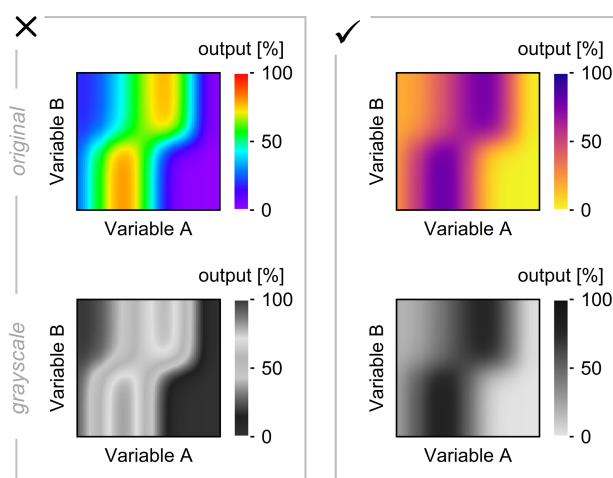 output [%]
100
50
0
Variable B
Variable A
original
output [%]
100
50
0
Variable B
Variable A
output [%]
100
50
0
Variable B
Variable A
grayscale
output [%]
100
50
0
Variable B
Variable A